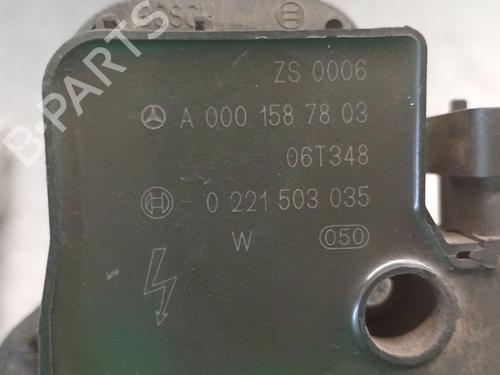 BOSCH
ZS 0006
A 000 158 78 03
06T348
0 221 503 035
W 050
B-PARTS